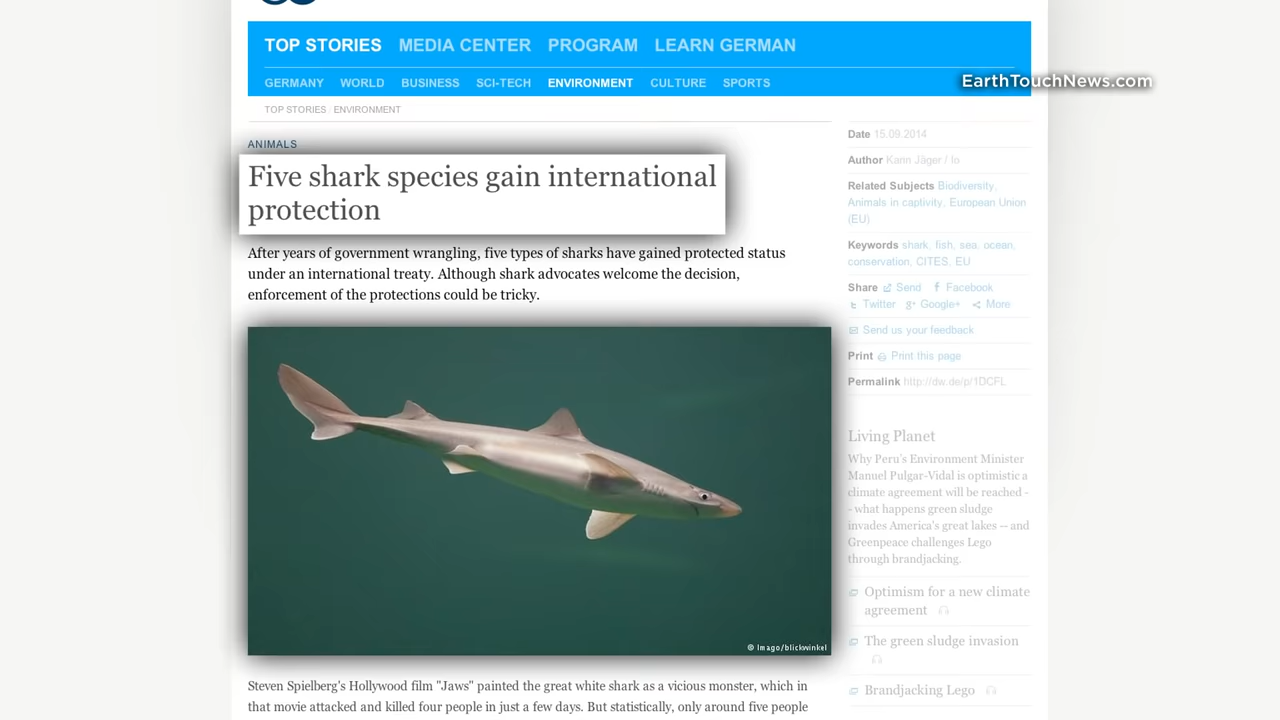 TOP STORIES MEDIA CENTER PROGRAM LEARN GERMAN
GERMANY WORLD BUSINESS SCI-TECH ENVIRONMENT CULTURE SPORTS
EarthTouchNews.com
TOP STORIES / ENVIRONMENT
ANIMALS
Five shark species gain international
protection
After years of government wrangling, five types of sharks have gained protected status
under an international treaty. Although shark advocates welcome the decision,
enforcement of the protections could be tricky.
© Imago/blickwinkel
Steven Spielberg's Hollywood film "Jaws" painted the great white shark as a vicious monster, which in
that movie attacked and killed four people in just a few days. But statistically, only around five people
Date 15.09.2014
Author Karin Jäger / lo
Related Subjects Biodiversity,
Animals in captivity, European Union
(EU)
Keywords shark, fish, sea, ocean,
conservation, CITES, EU
Share Send Facebook
Twitter Google+ More
Send us your feedback
Print Print this page
Permalink http://dw.de/p/1DCFL
Living Planet
Why Peru's Environment Minister
Manuel Pulgar-Vidal is optimistic a
climate agreement will be reached -
- what happens green sludge
invades America's great lakes -- and
Greenpeace challenges Lego
through brandjacking.
Optimism for a new climate
agreement
The green sludge invasion
Brandjacking Lego